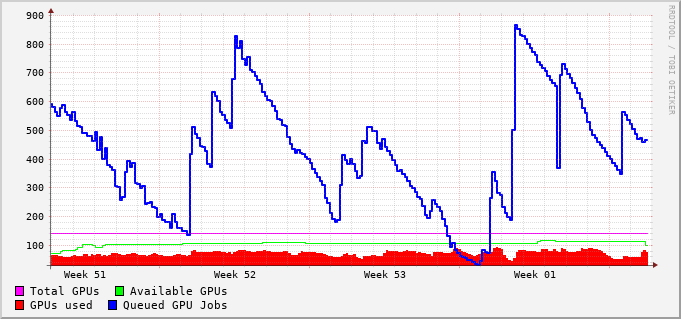 900
800
700
600
500
400
300
200
100
Week 51 Week 52 Week 53 Week 01
Total GPUs Available GPUs
GPUs used Queued GPU Jobs
RRDTOOL / TOBI OETIKER